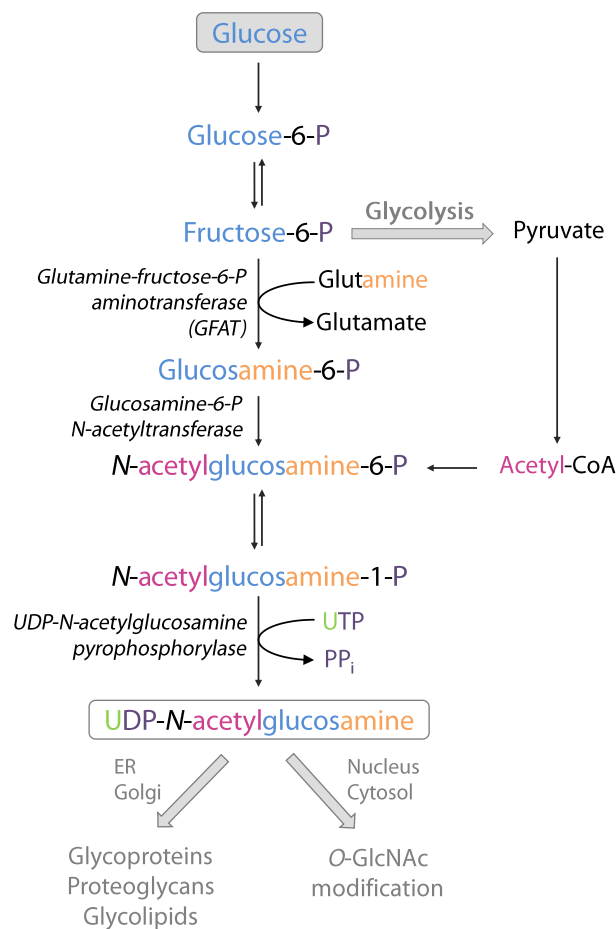 Glucose
Glucose-6-P
Glycolysis
Fructose-6-P
Pyruvate
Glutamine-fructose-6-P
aminotransferase
(GFAT)
Glutamine
Glutamate
Glucosamine-6-P
Glucosamine-6-P
N-acetyltransferase
N-acetylglucosamine-6-P
Acetyl-CoA
N-acetylglucosamine-1-P
UDP-N-acetylglucosamine
pyrophosphorylase
UTP
PPi
UDP-N-acetylglucosamine
ER
Golgi
Nucleus
Cytosol
Glycoproteins
Proteoglycans
Glycolipids
O-GlcNAc
modification